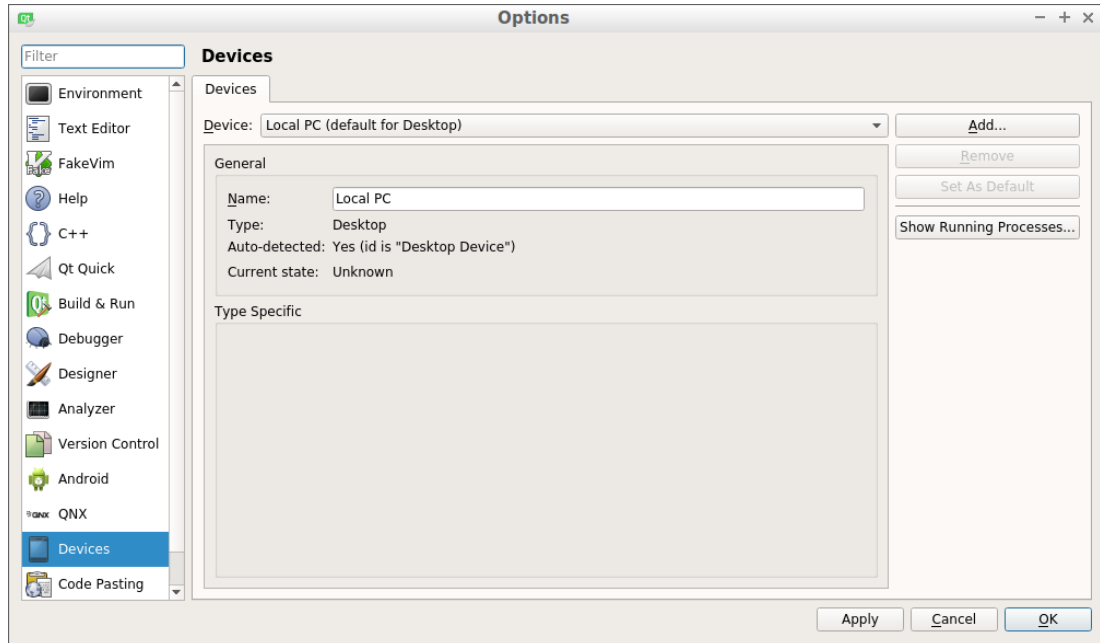 Qt
Options
Filter
Environment
Text Editor
FakeVim
Help
C++
Qt Quick
Build & Run
Debugger
Designer
Analyzer
Version Control
Android
QNX
QNX
Devices
Code Pasting
Devices
Devices
Device: Local PC (default for Desktop)
General
Name: Local PC
Type: Desktop
Auto-detected: Yes (id is "Desktop Device")
Current state: Unknown
Type Specific
Add...
Remove
Set As Default
Show Running Processes...
Apply Cancel OK